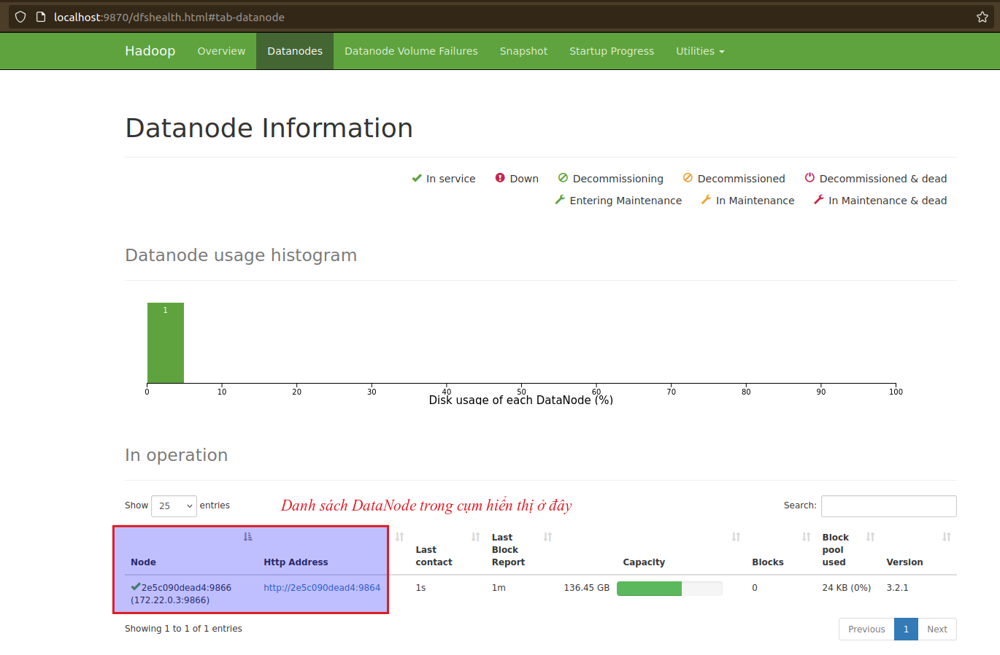 localhost:9870/dfshealth.html#tab-datanode
Hadoop Overview Datanodes Datanode Volume Failures Snapshot Startup Progress Utilities
Datanode Information
In service Down Decommissioning Decommissioned Decommissioned & dead
Entering Maintenance In Maintenance In Maintenance & dead
Datanode usage histogram
1
0 10 20 30 40 50 60 70 80 90 100
Disk usage of each DataNode (%)
In operation
Show 25 entries
Danh sách DataNode trong cụm hiển thị ở đây
Search:
Node Http Address Last contact Last Block Report Capacity Blocks Block pool used Version
2e5c090dead4:9866 http://2e5c090dead4:9864 1s 1m 136.45 GB 0 24 KB (0%) 3.2.1
(172.22.0.3:9866)
Showing 1 to 1 of 1 entries
Previous 1 Next